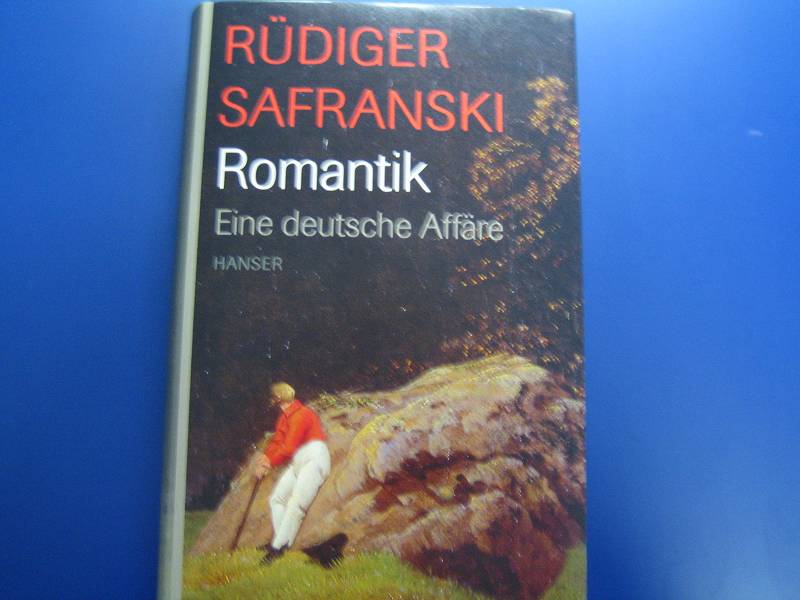 RÜDIGER
SAFRANSKI
Romantik
Eine deutsche Affäre
HANSER